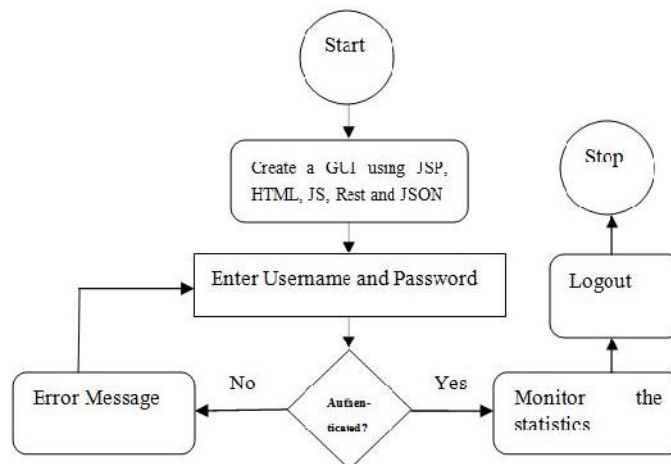 Start
Create a GUI using JSP,
HTML, JS, Rest and JSON
Stop
Enter Username and Password
Logout
Error Message
No
Authen-
ticated?
Yes
Monitor the
statistics